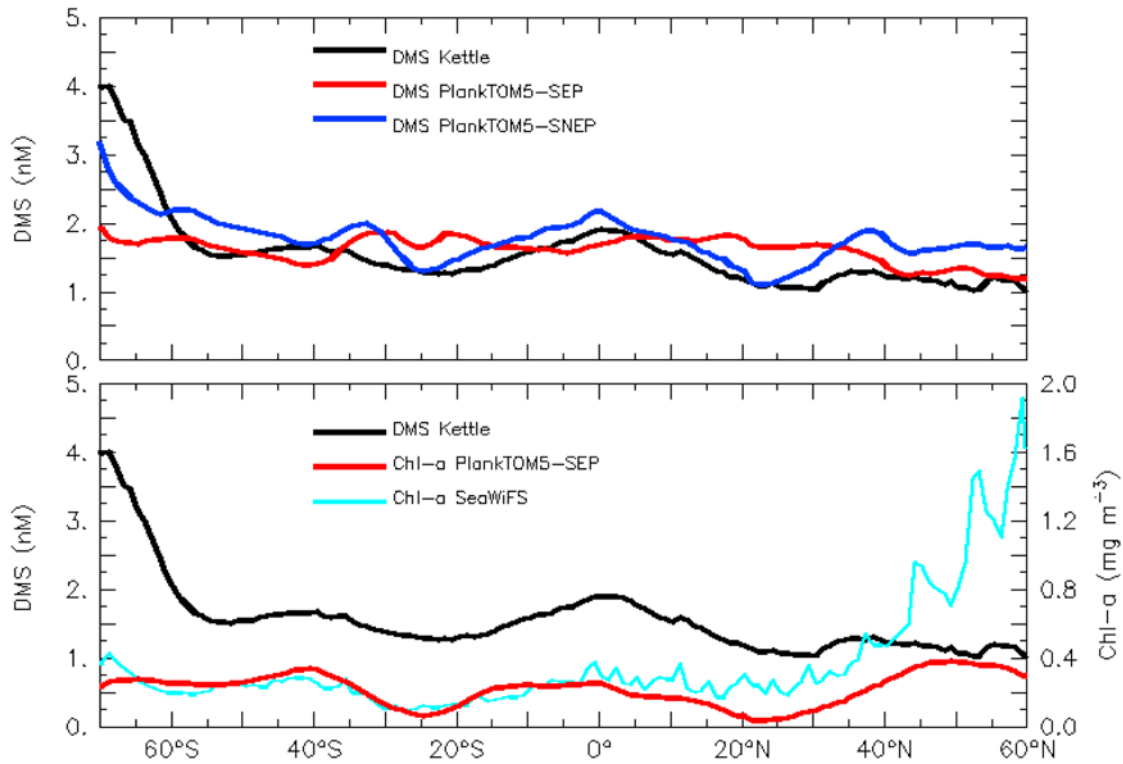 5.
4.
3.
2.
1.
0.
DMS (nM)
DMS Kettle
DMS PlankTOM5-SEP
DMS PlankTOM5-SNEP
5.
4.
3.
2.
1.
0.
DMS (nM)
DMS Kettle
Chl-a PlankTOM5-SEP
Chl-a SeaWiFS
2.0
1.6
1.2
0.8
0.4
0.0
Chl-a (mg m⁻³)
60°S 40°S 20°S 0° 20°N 40°N 60°N